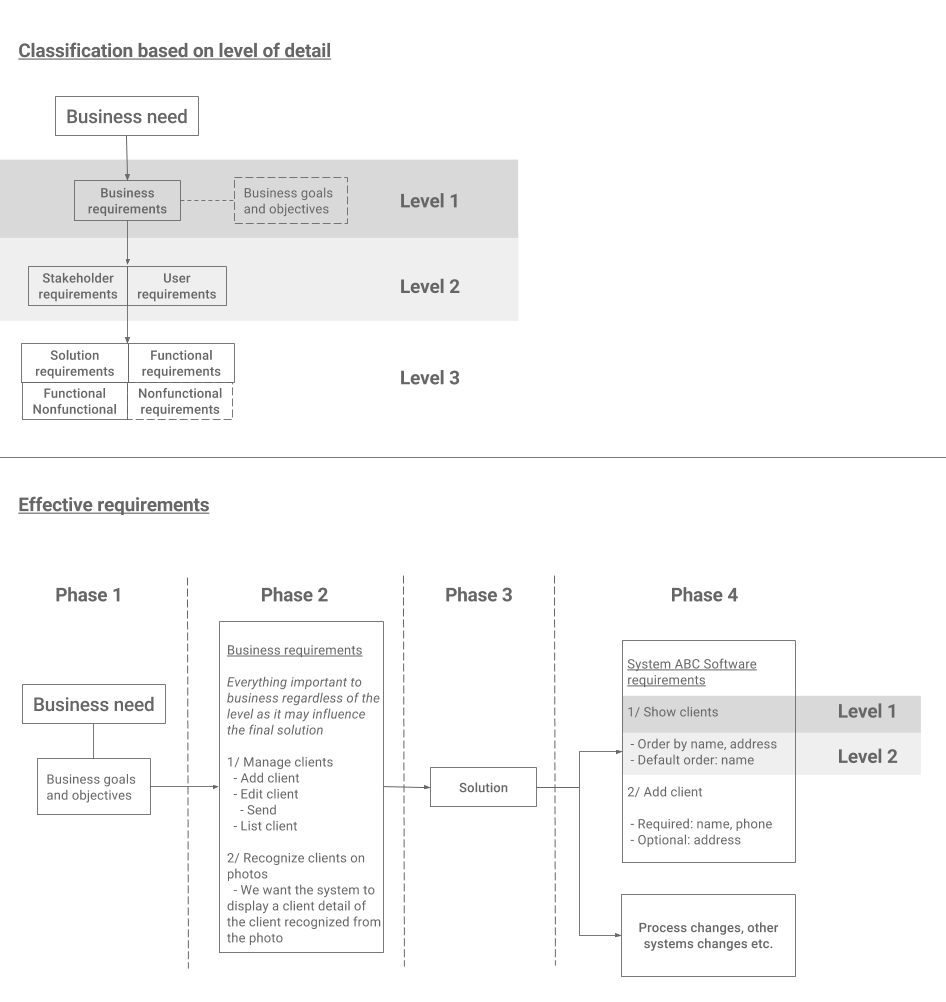 Classification based on level of detail
Business need
Business
requirements
Business goals
and objectives
Level 1
Stakeholder
requirements
User
requirements
Level 2
Solution
requirements
Functional
requirements
Functional
Nonfunctional
Nonfunctional
requirements
Level 3
Effective requirements
Phase 1
Phase 2
Phase 3
Phase 4
Business need
Business goals
and objectives
Business requirements
Everything important to
business regardless of the
level as it may influence
the final solution
1/ Manage clients
- Add client
- Edit client
- Send
- List client
2/ Recognize clients on
photos
- We want the system to
display a client detail of
the client recognized from
the photo
Solution
System ABC Software
requirements
1/ Show clients
Level 1
- Order by name, address
- Default order: name
Level 2
2/ Add client
- Required: name, phone
- Optional: address
Process changes, other
systems changes etc.